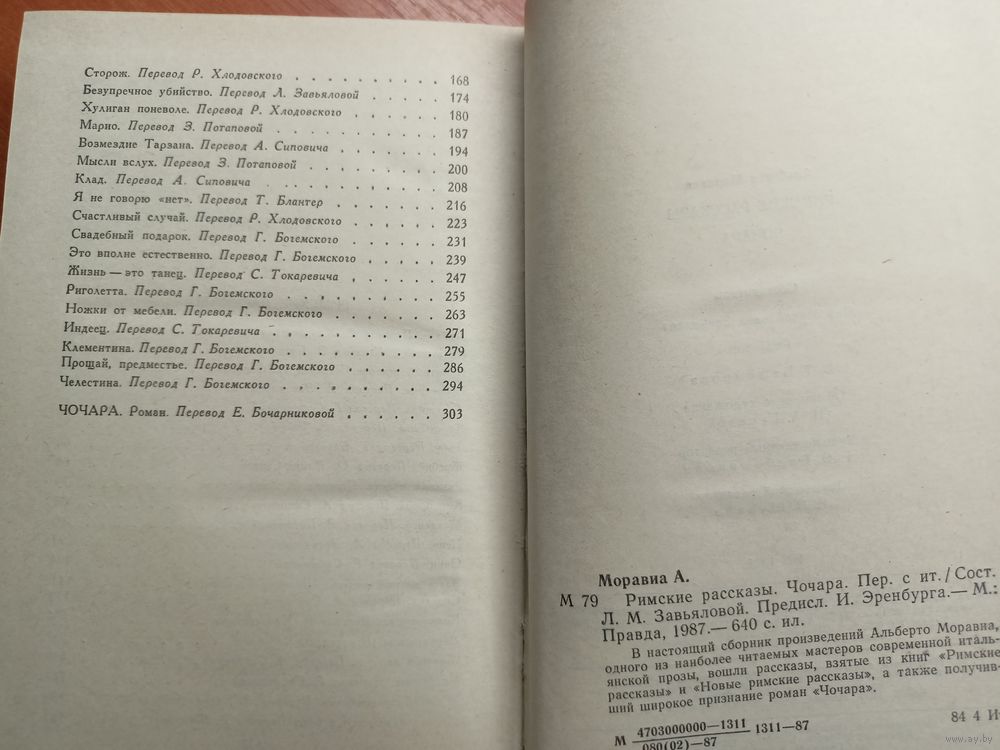 Сторож. Перевод Р. Хлодовского . . . . . . . . . 168
Безупречное убийство. Перевод Л. Завьяловой . . . . . 174
Хулиган поневоле. Перевод Р. Хлодовского . . . . . . 180
Марио. Перевод З. Потаповой . . . . . . . . . . 187
Возмездие Тарзана. Перевод А. Сиповича . . . . . . . 194
Мысли вслух. Перевод З. Потаповой . . . . . . . . 200
Клад. Перевод А. Сиповича . . . . . . . . . . 208
Я не говорю «нет». Перевод Т. Блантер . . . . . . . 216
Счастливый случай. Перевод Р. Хлодовского . . . . . . 223
Свадебный подарок. Перевод Г. Богемского . . . . . . 231
Это вполне естественно. Перевод Г. Богемского . . . . . 239
Жизнь — это танец. Перевод С. Токаревича . . . . . . 247
Риголетта. Перевод Г. Богемского . . . . . . . . . 255
Ножки от мебели. Перевод Г. Богемского . . . . . . . 263
Индеец. Перевод С. Токаревича . . . . . . . . . . 271
Клементина. Перевод Г. Богемского . . . . . . . . . 279
Прощай, предместье. Перевод Г. Богемского . . . . . . 286
Челестина. Перевод Г. Богемского . . . . . . . . . 294
ЧОЧАРА. Роман. Перевод Е. Бочарниковой . . . . . . 303
Моравиа А.
М 79 Римские рассказы. Чочара. Пер. с ит./Сост.
Л. М. Завьяловой. Предисл. И. Эренбурга.— М.:
Правда, 1987.— 640 с. ил.
В настоящий сборник произведений Альберто Моравиа,
одного из наиболее читаемых мастеров современной италь-
янской прозы, вошли рассказы, взятые из книг «Римские
рассказы» и «Новые римские рассказы», а также получив-
ший широкое признание роман «Чочара».
М 4703000000—1311 1311—87
080(02)—87
84 4 И
www.ay.by